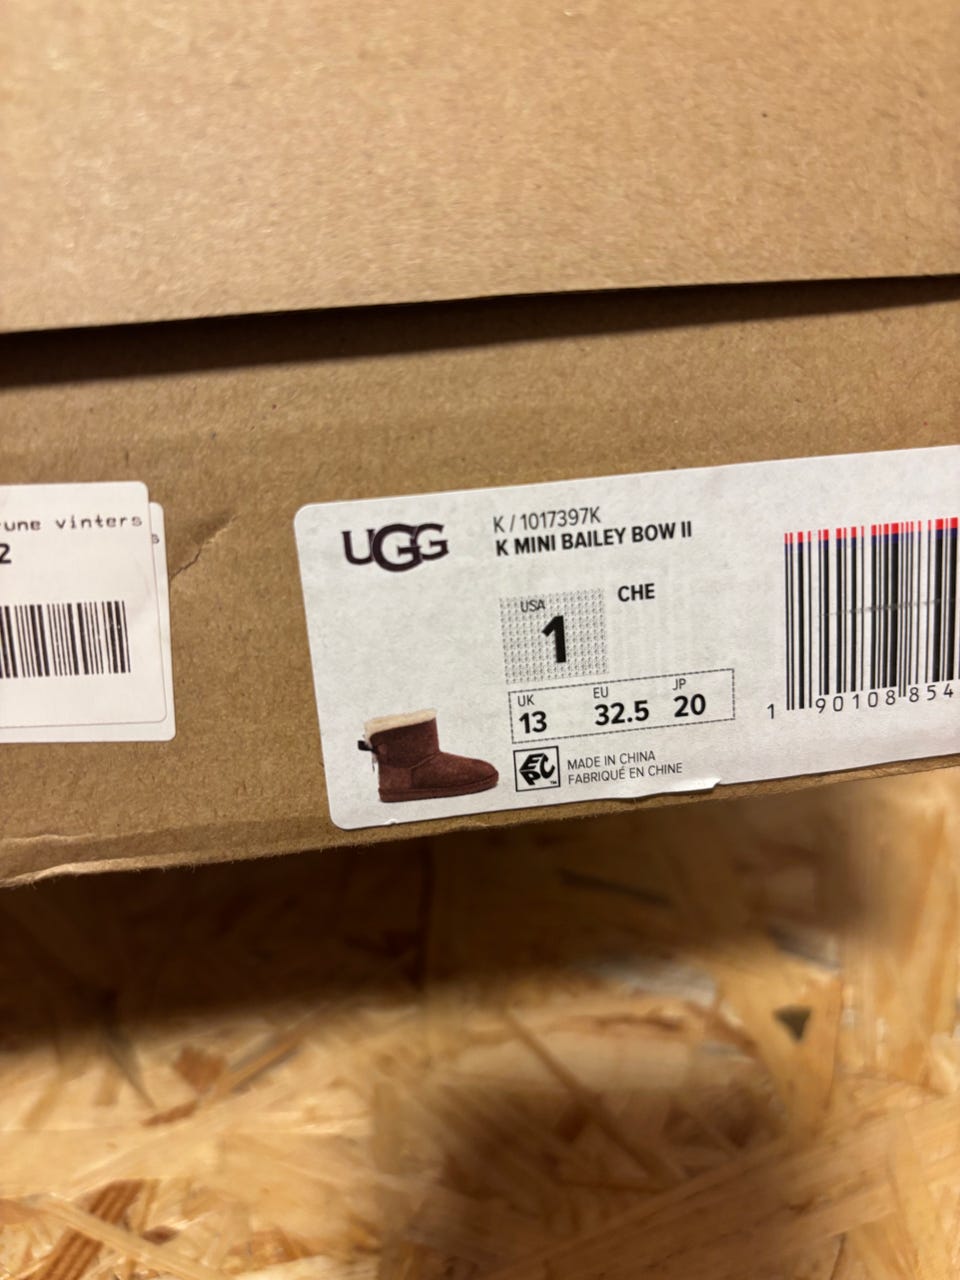 vinters
2
UGG
K / 1017397K
K MINI BAILEY BOW II
USA
1
CHE
UK
13
EU
32.5
JP
20
EPC
MADE IN CHINA
FABRIQUÉ EN CHINE
1 90108 854